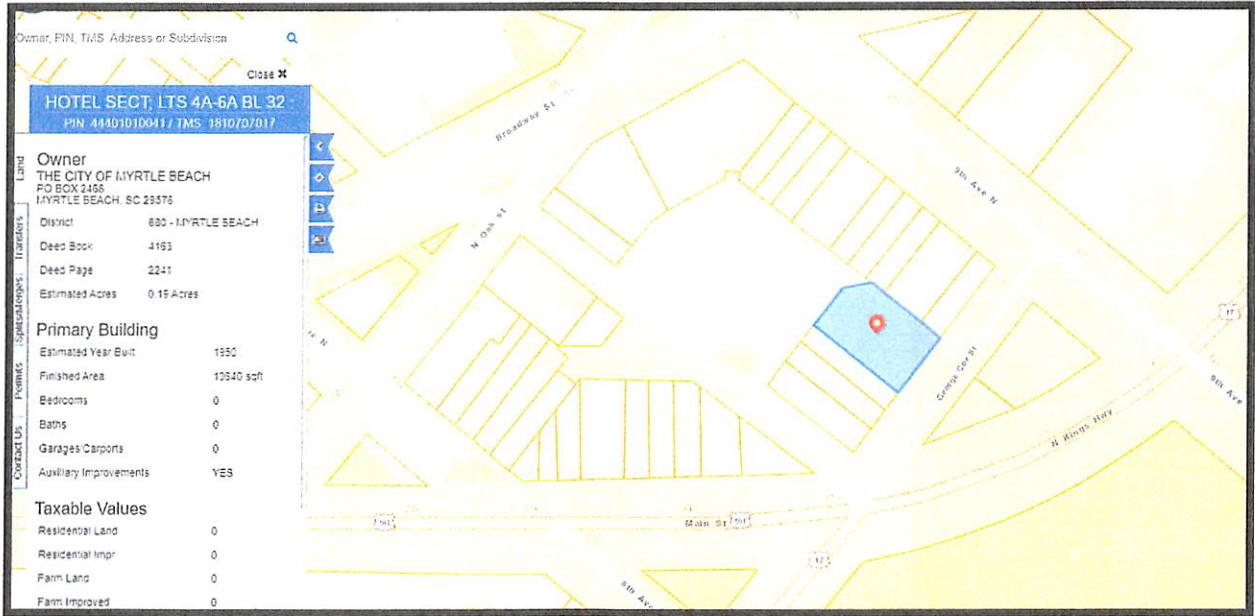 Owner, PIN, TMS, Address or Subdivision
Close ✖
HOTEL SECT; LTS 4A-6A BL 32
PIN 44401010041 / TMS 1810707017
Land
Transfers
Splits/Merges
Permits
Contact Us
Owner
THE CITY OF MYRTLE BEACH
PO BOX 2468
MYRTLE BEACH, SC 29578
District 880 - MYRTLE BEACH
Deed Book 4163
Deed Page 2241
Estimated Acres 0.19 Acres
Primary Building
Estimated Year Built 1950
Finished Area 13640 sqft
Bedrooms 0
Baths 0
Garages/Carports 0
Auxiliary Improvements YES
Taxable Values
Residential Land 0
Residential Impr 0
Farm Land 0
Farm Improved 0
Broadway St
N Oak St
9th Ave N
17
9th Ave
N Kings Hwy
Main St
501
501
17
8th Ave